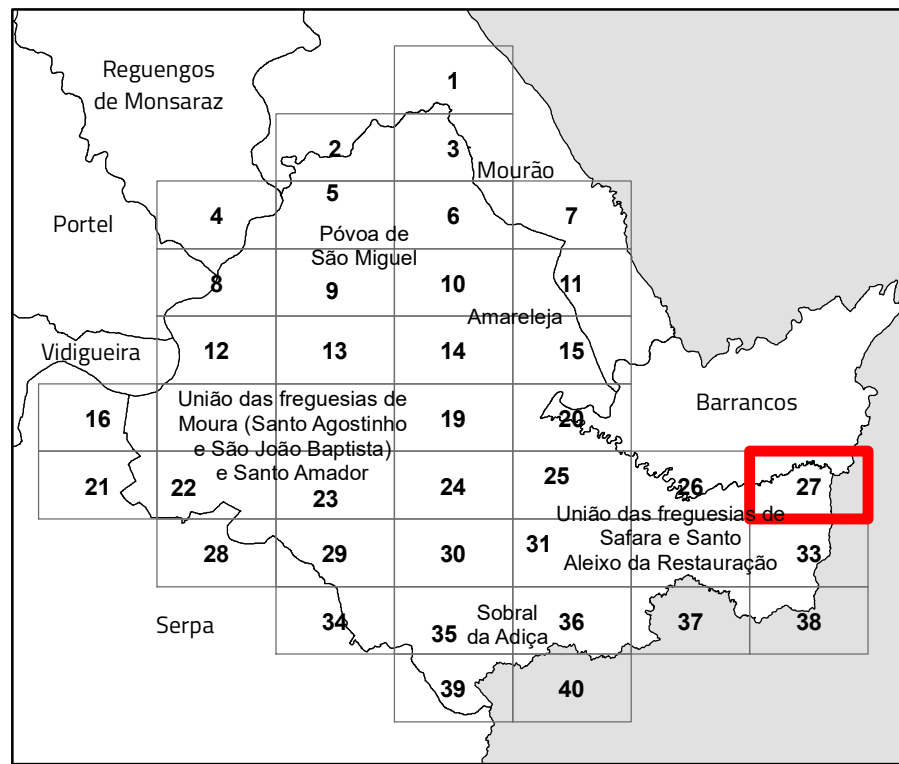 Reguengos
de Monsaraz
1
2
3
Mourão
4
5
6
7
Portel
Póvoa de
São Miguel
8
9
10
11
Amareleja
Vidigueira
12
13
14
15
16
União das freguesias de
Moura (Santo Agostinho
e São João Baptista)
e Santo Amador
19
20
Barrancos
21
22
23
24
25
26
27
União das freguesias de
Safara e Santo
Aleixo da Restauração
28
29
30
31
33
Serpa
34
35
Sobral
da Adiça
36
37
38
39
40